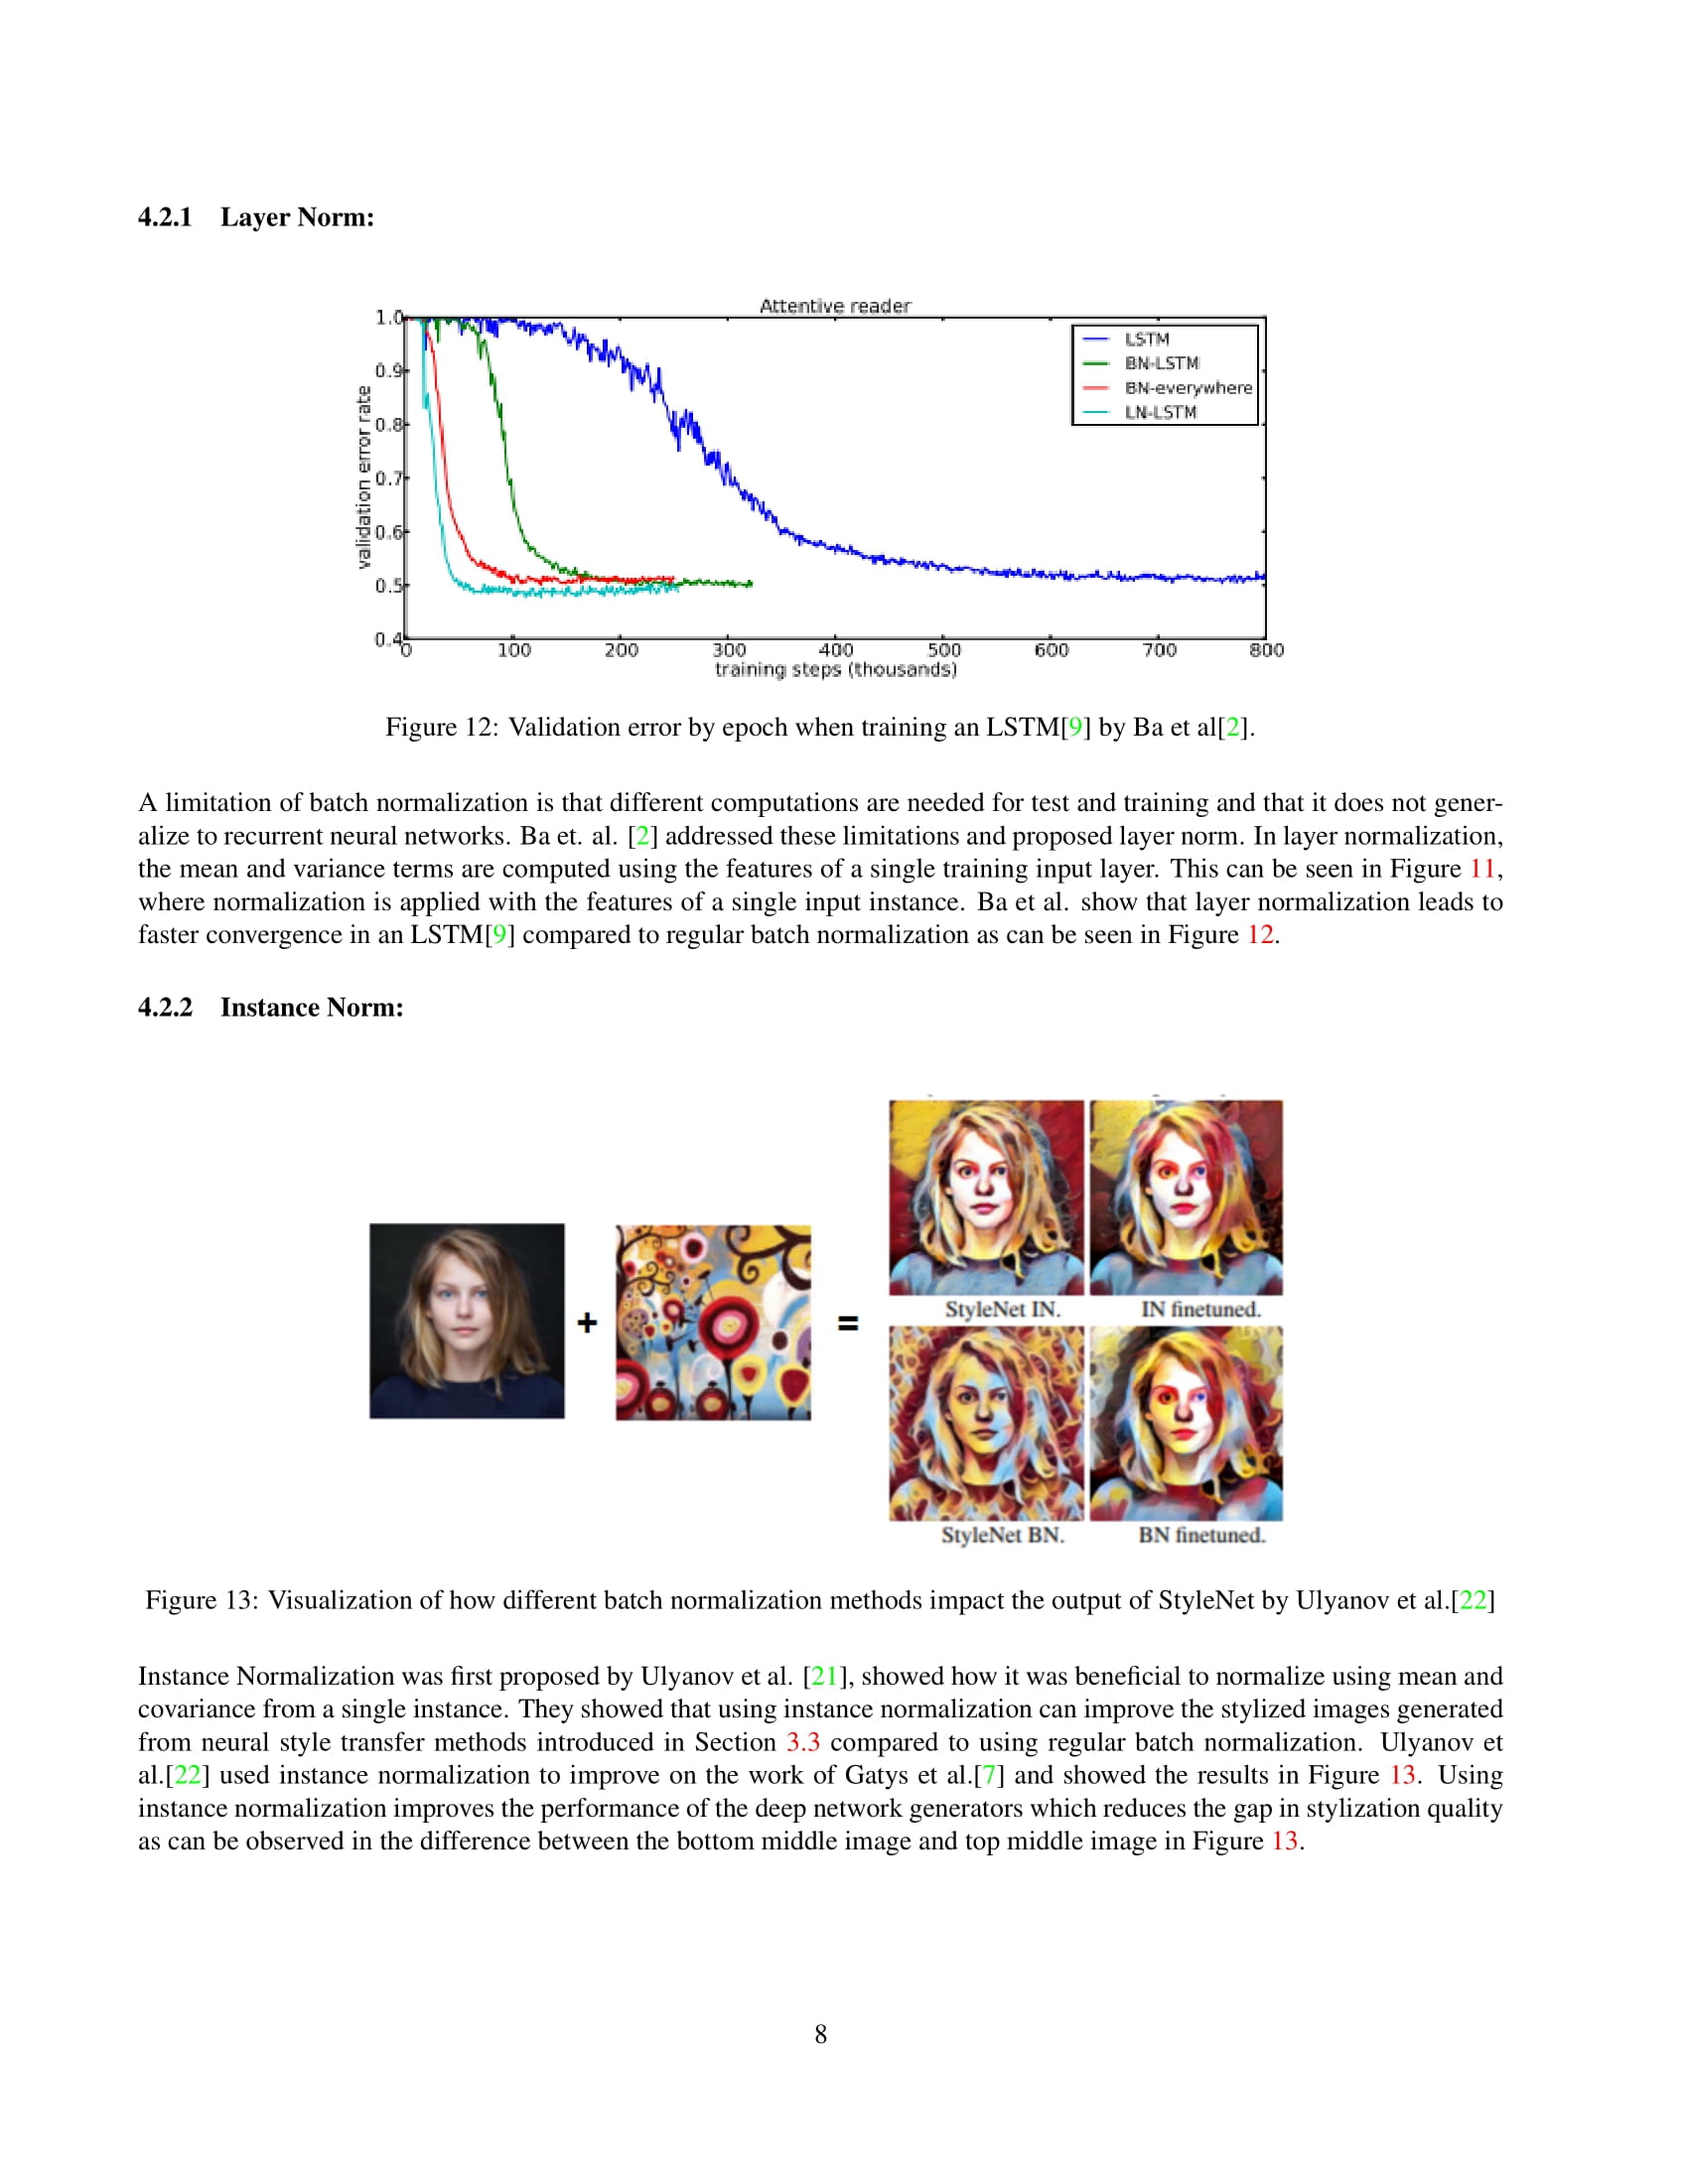 4.2.1 Layer Norm:
Attentive reader
1.0
0.9
0.8
0.7
0.6
0.5
0.4
validation error rate
LSTM
BN-LSTM
BN-everywhere
LN-LSTM
0 100 200 300 400 500 600 700 800
training steps (thousands)
Figure 12: Validation error by epoch when training an LSTM[9] by Ba et al[2].
A limitation of batch normalization is that different computations are needed for test and training and that it does not gener-
alize to recurrent neural networks. Ba et. al. [2] addressed these limitations and proposed layer norm. In layer normalization,
the mean and variance terms are computed using the features of a single training input layer. This can be seen in Figure 11,
where normalization is applied with the features of a single input instance. Ba et al. show that layer normalization leads to
faster convergence in an LSTM[9] compared to regular batch normalization as can be seen in Figure 12.
4.2.2 Instance Norm:
+
=
StyleNet IN. IN finetuned.
StyleNet BN. BN finetuned.
Figure 13: Visualization of how different batch normalization methods impact the output of StyleNet by Ulyanov et al.[22]
Instance Normalization was first proposed by Ulyanov et al. [21], showed how it was beneficial to normalize using mean and
covariance from a single instance. They showed that using instance normalization can improve the stylized images generated
from neural style transfer methods introduced in Section 3.3 compared to using regular batch normalization. Ulyanov et
al.[22] used instance normalization to improve on the work of Gatys et al.[7] and showed the results in Figure 13. Using
instance normalization improves the performance of the deep network generators which reduces the gap in stylization quality
as can be observed in the difference between the bottom middle image and top middle image in Figure 13.
8